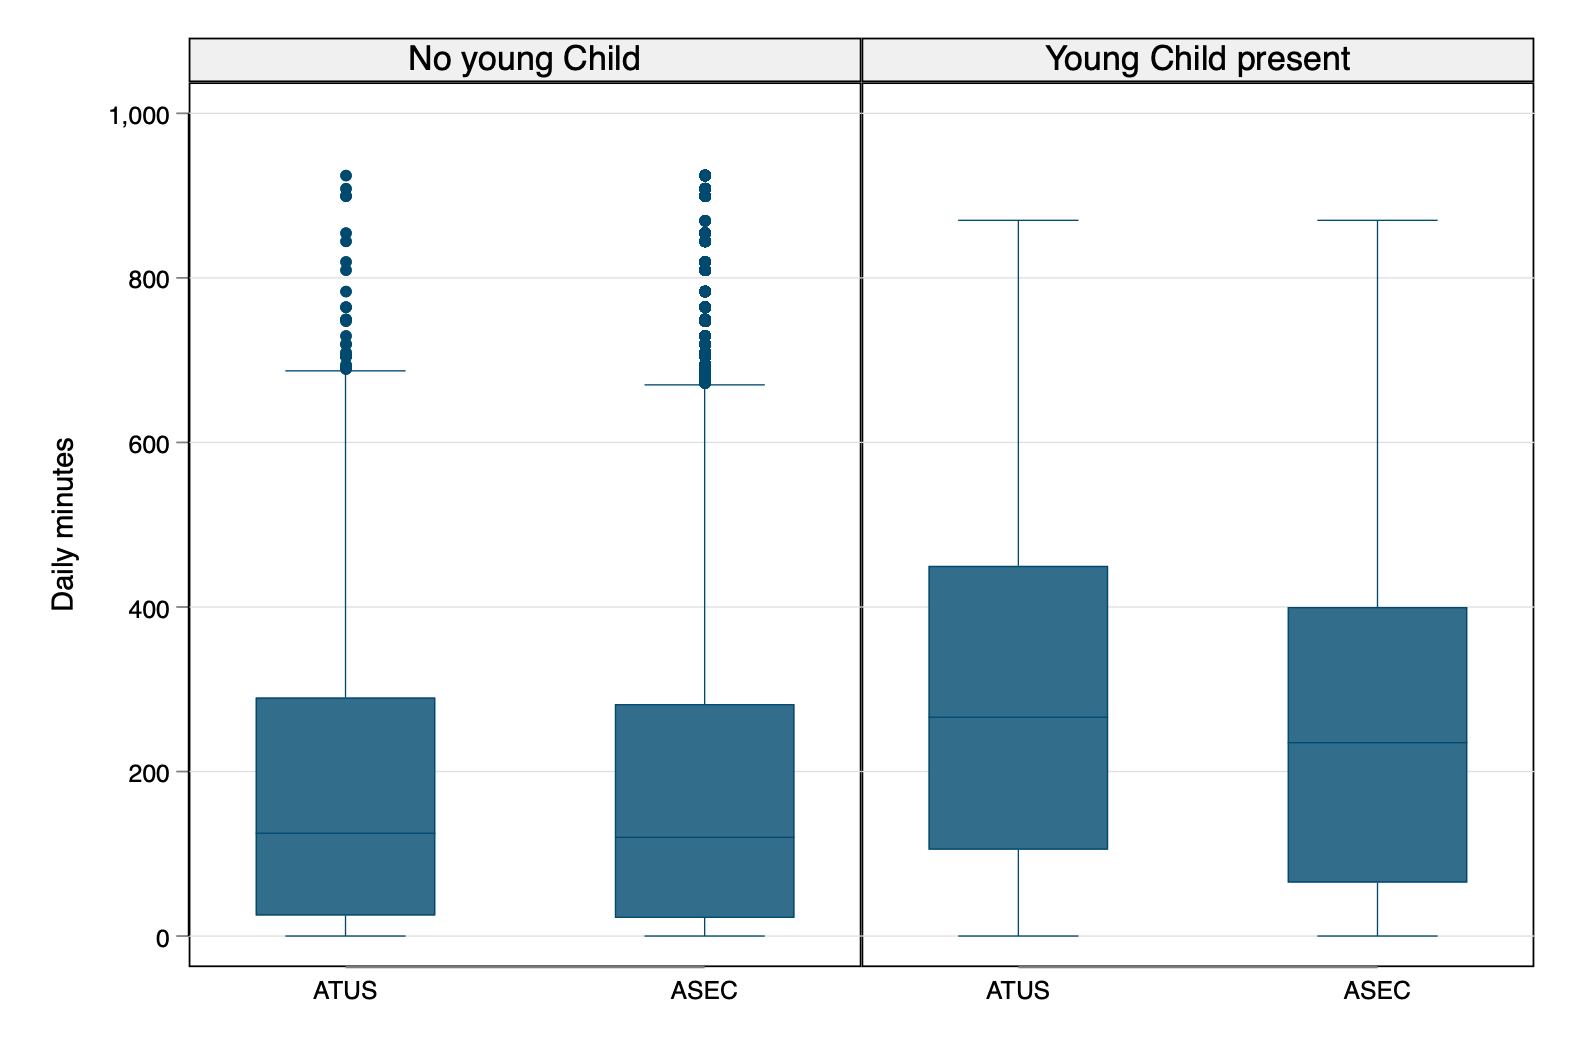 No young Child
Young Child present
1,000
800
600
400
200
0
Daily minutes
ATUS
ASEC
ATUS
ASEC